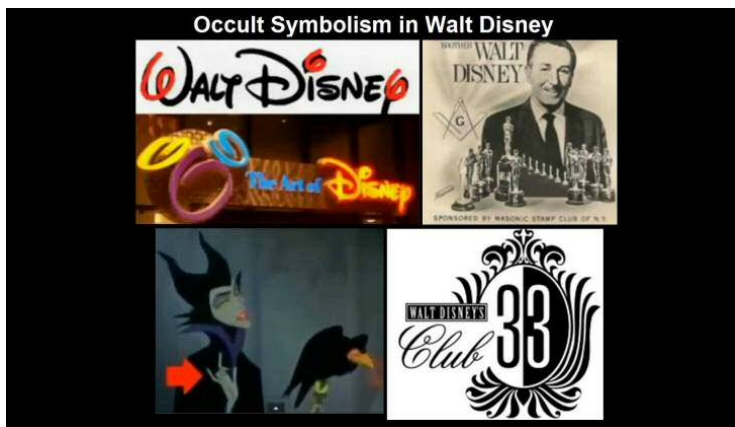 Occult Symbolism in Walt Disney
WALT DISNEY
The Art of DISNEY
BROTHER
WALT
DISNEY
G
SPONSORED BY MASONIC STAMP CLUB OF N.Y.
WALT DISNEY'S
Club 33